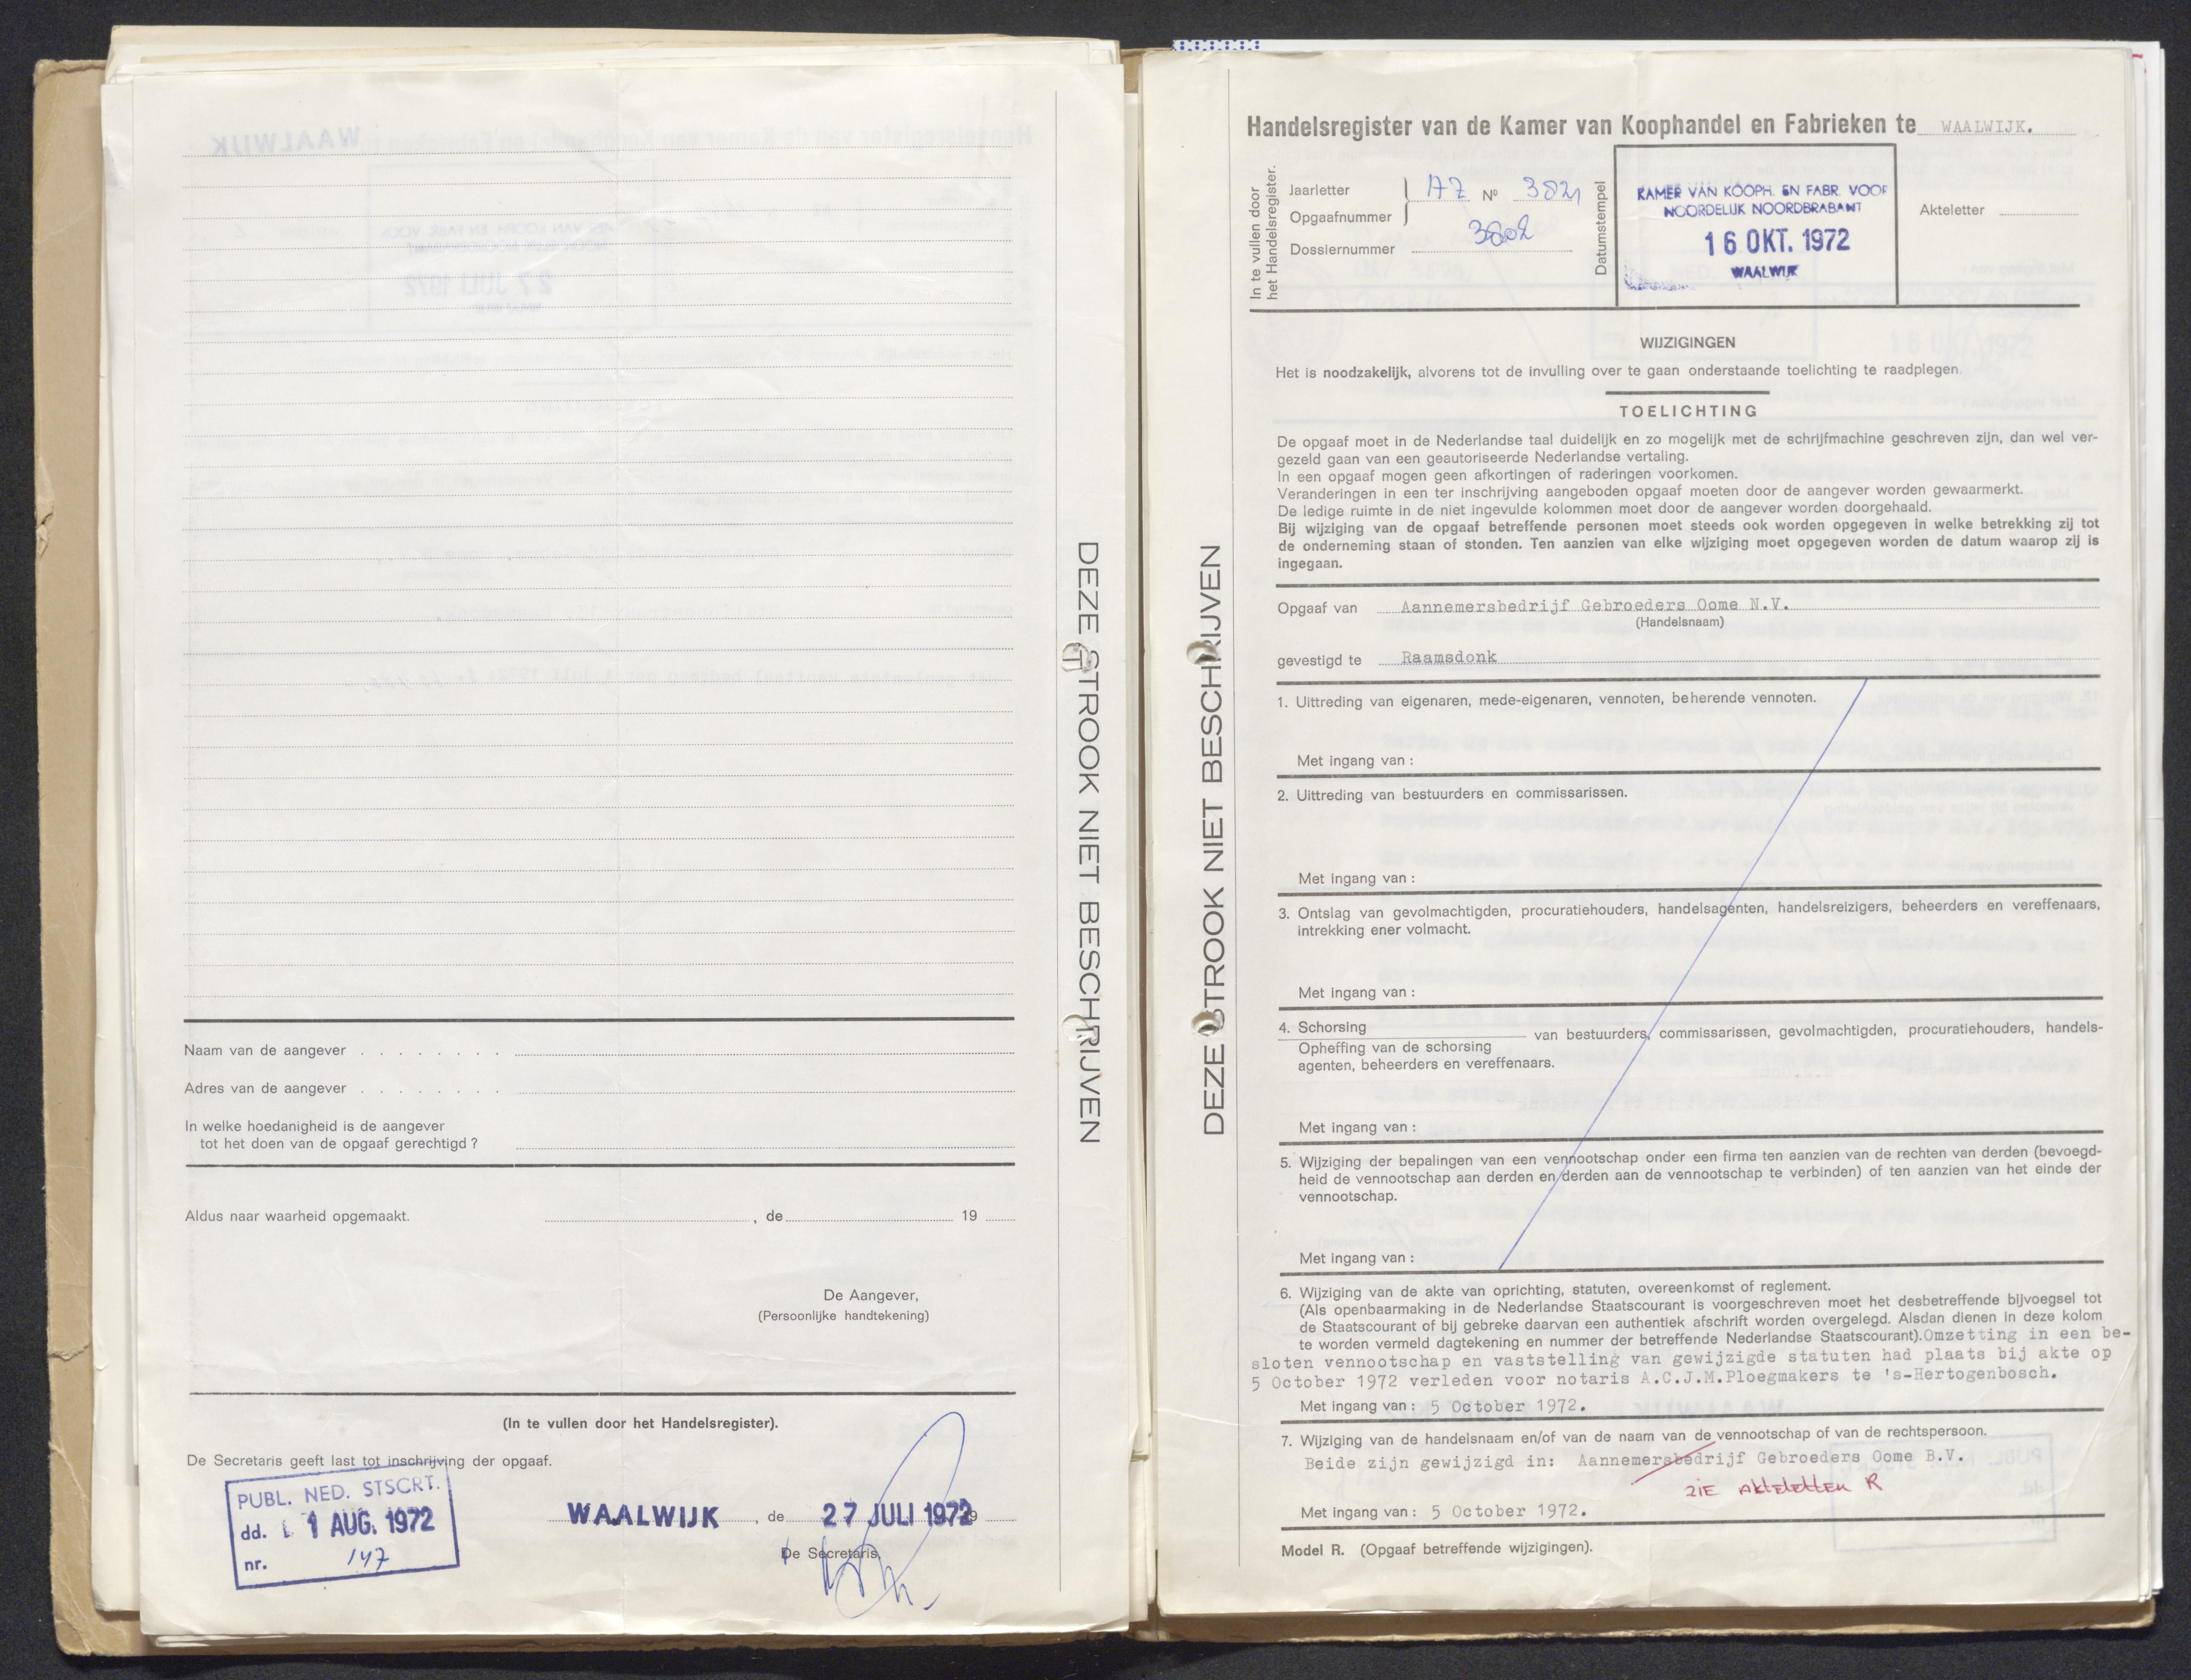 Naam van de aangever . . . . . . . .
Adres van de aangever . . . . . . . .
In welke hoedanigheid is de aangever
tot het doen van de opgaaf gerechtigd ?
Aldus naar waarheid opgemaakt. , de 19
De Aangever,
(Persoonlijke handtekening)
(In te vullen door het Handelsregister).
De Secretaris geeft last tot inschrijving der opgaaf.
PUBL. NED. STSCRT.
dd. 1 AUG. 1972
nr. 147
WAALWIJK , de 27 JULI 1972
De Secretaris,
DEZE STROOK NIET BESCHRIJVEN
DEZE STROOK NIET BESCHRIJVEN
Handelsregister van de Kamer van Koophandel en Fabrieken te WAALWIJK.
In te vullen door
het Handelsregister.
Jaarletter
Opgaafnummer
AZ No 3821
Dossiernummer 3802
Datumstempel
KAMER VAN KOOPH. EN FABR. VOOR
NOORDELIJK NOORDBRABANT
16 OKT. 1972
WAALWIJK
Akteletter
WIJZIGINGEN
Het is noodzakelijk, alvorens tot de invulling over te gaan onderstaande toelichting te raadplegen.
TOELICHTING
De opgaaf moet in de Nederlandse taal duidelijk en zo mogelijk met de schrijfmachine geschreven zijn, dan wel ver-
gezeld gaan van een geautoriseerde Nederlandse vertaling.
In een opgaaf mogen geen afkortingen of raderingen voorkomen.
Veranderingen in een ter inschrijving aangeboden opgaaf moeten door de aangever worden gewaarmerkt.
De ledige ruimte in de niet ingevulde kolommen moet door de aangever worden doorgehaald.
Bij wijziging van de opgaaf betreffende personen moet steeds ook worden opgegeven in welke betrekking zij tot
de onderneming staan of stonden. Ten aanzien van elke wijziging moet opgegeven worden de datum waarop zij is
ingegaan.
Opgaaf van Aannemersbedrijf Gebroeders Oome N.V.
(Handelsnaam)
gevestigd te Raamsdonk
1. Uittreding van eigenaren, mede-eigenaren, vennoten, beherende vennoten.
Met ingang van :
2. Uittreding van bestuurders en commissarissen.
Met ingang van :
3. Ontslag van gevolmachtigden, procuratiehouders, handelsagenten, handelsreizigers, beheerders en vereffenaars,
intrekking ener volmacht.
Met ingang van :
4. Schorsing
Opheffing van de schorsing
van bestuurders, commissarissen, gevolmachtigden, procuratiehouders, handels-
agenten, beheerders en vereffenaars.
Met ingang van :
5. Wijziging der bepalingen van een vennootschap onder een firma ten aanzien van de rechten van derden (bevoegd-
heid de vennootschap aan derden en derden aan de vennootschap te verbinden) of ten aanzien van het einde der
vennootschap.
Met ingang van :
6. Wijziging van de akte van oprichting, statuten, overeenkomst of reglement.
(Als openbaarmaking in de Nederlandse Staatscourant is voorgeschreven moet het desbetreffende bijvoegsel tot
de Staatscourant of bij gebreke daarvan een authentiek afschrift worden overgelegd. Alsdan dienen in deze kolom
te worden vermeld dagtekening en nummer der betreffende Nederlandse Staatscourant).Omzetting in een be-
sloten vennootschap en vaststelling van gewijzigde statuten had plaats bij akte op
5 October 1972 verleden voor notaris A.C.J.M.Ploegmakers te 's-Hertogenbosch.
Met ingang van : 5 October 1972.
7. Wijziging van de handelsnaam en/of van de naam van de vennootschap of van de rechtspersoon.
Beide zijn gewijzigd in: Aannemersbedrijf Gebroeders Oome B.V.
ZIE AKTELETTER R
Met ingang van : 5 October 1972.
Model R. (Opgaaf betreffende wijzigingen).